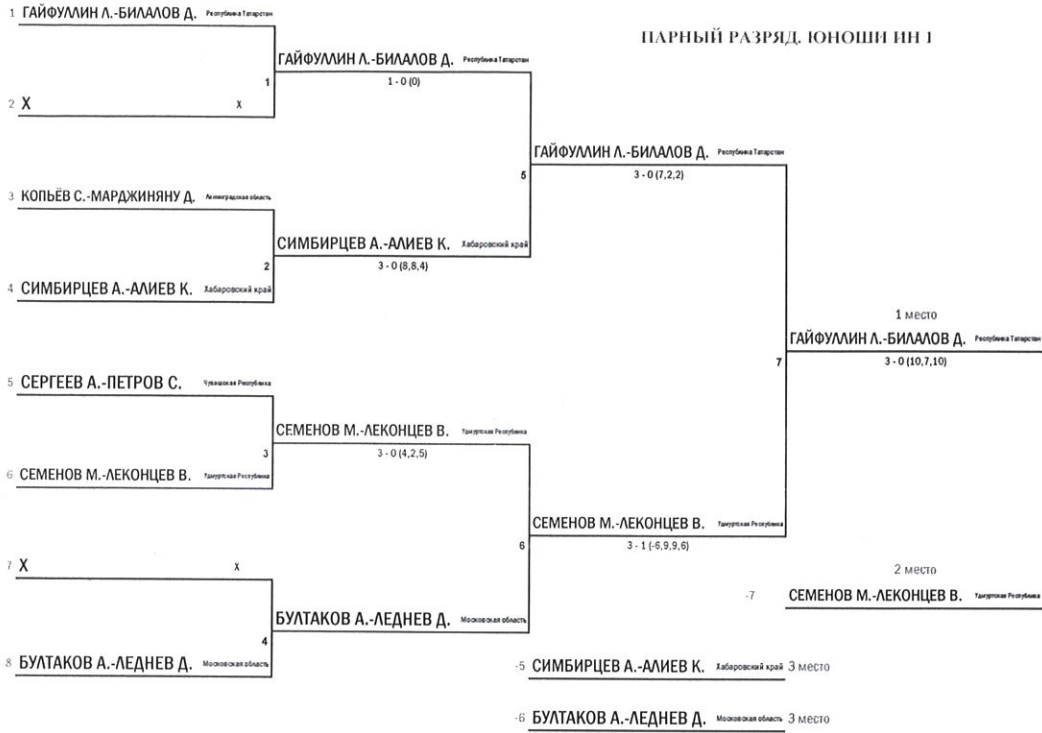 ПАРНЫЙ РАЗРЯД. ЮНОШИ ИН 1
1 ГАЙФУЛЛИН Л.-БИЛАЛОВ Д. Республика Татарстан
ГАЙФУЛЛИН Л.-БИЛАЛОВ Д. Республика Татарстан
1
1 - 0 (0)
2 X x
ГАЙФУЛЛИН Л.-БИЛАЛОВ Д. Республика Татарстан
5
3 - 0 (7,2,2)
3 КОПЬЁВ С.-МАРДЖИНЯНУ Д. Ленинградская область
СИМБИРЦЕВ А.-АЛИЕВ К. Хабаровский край
2
3 - 0 (8,8,4)
4 СИМБИРЦЕВ А.-АЛИЕВ К. Хабаровский край
1 место
ГАЙФУЛЛИН Л.-БИЛАЛОВ Д. Республика Татарстан
7
3 - 0 (10,7,10)
5 СЕРГЕЕВ А.-ПЕТРОВ С. Чувашская Республика
СЕМЕНОВ М.-ЛЕКОНЦЕВ В. Удмуртская Республика
3
3 - 0 (4,2,5)
6 СЕМЕНОВ М.-ЛЕКОНЦЕВ В. Удмуртская Республика
СЕМЕНОВ М.-ЛЕКОНЦЕВ В. Удмуртская Республика
6
3 - 1 (-6,9,9,6)
7 X x
2 место
-7 СЕМЕНОВ М.-ЛЕКОНЦЕВ В. Удмуртская Республика
БУЛТАКОВ А.-ЛЕДНЕВ Д. Московская область
4
8 БУЛТАКОВ А.-ЛЕДНЕВ Д. Московская область
-5 СИМБИРЦЕВ А.-АЛИЕВ К. Хабаровский край 3 место
-6 БУЛТАКОВ А.-ЛЕДНЕВ Д. Московская область 3 место